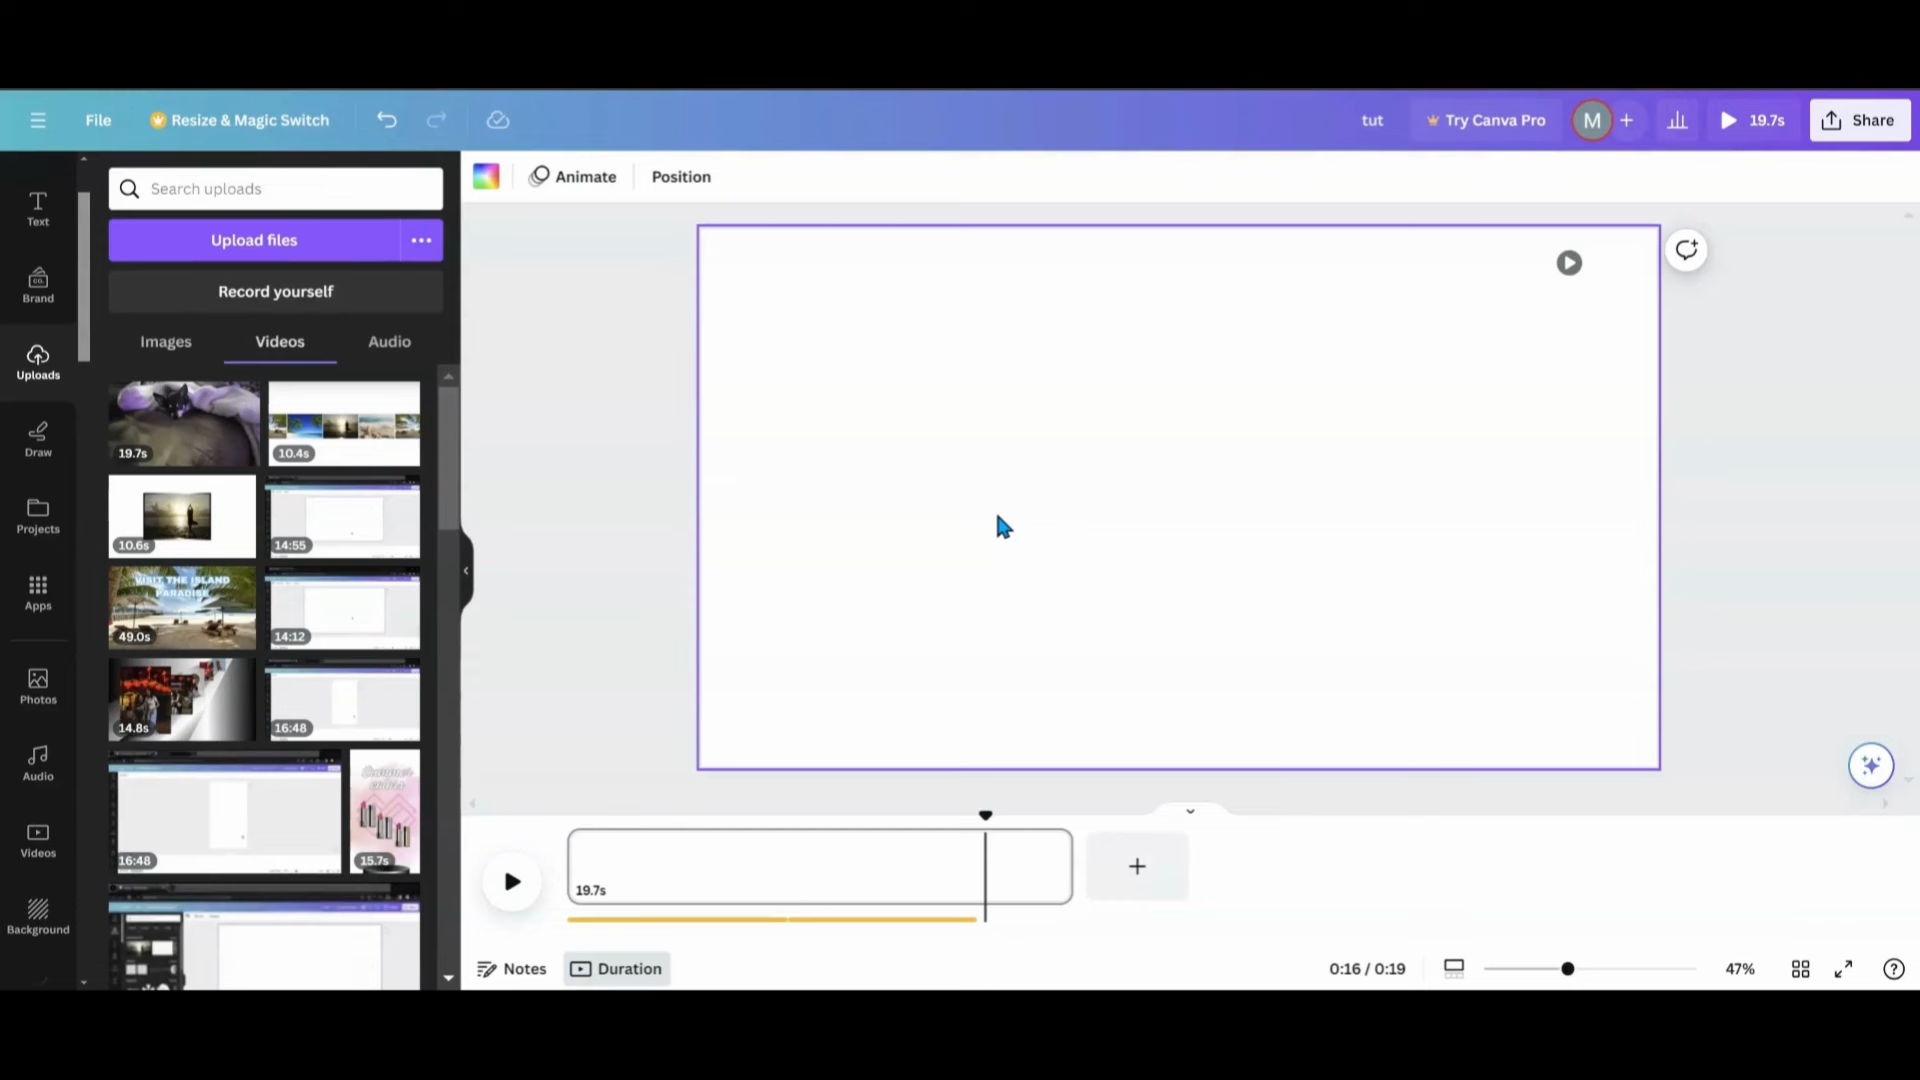 File
Resize & Magic Switch
tut
Try Canva Pro
M
19.7s
Share
Text
CO.
Brand
Uploads
Draw
Projects
Apps
Photos
Audio
Videos
Background
Search uploads
Upload files
Record yourself
Images
Videos
Audio
19.7s
10.4s
10.6s
14:55
VISIT THE ISLAND
PARADISE
49.0s
14:12
14.8s
16:48
16:48
15.7s
Animate
Position
19.7s
Notes
Duration
0:16 / 0:19
47%